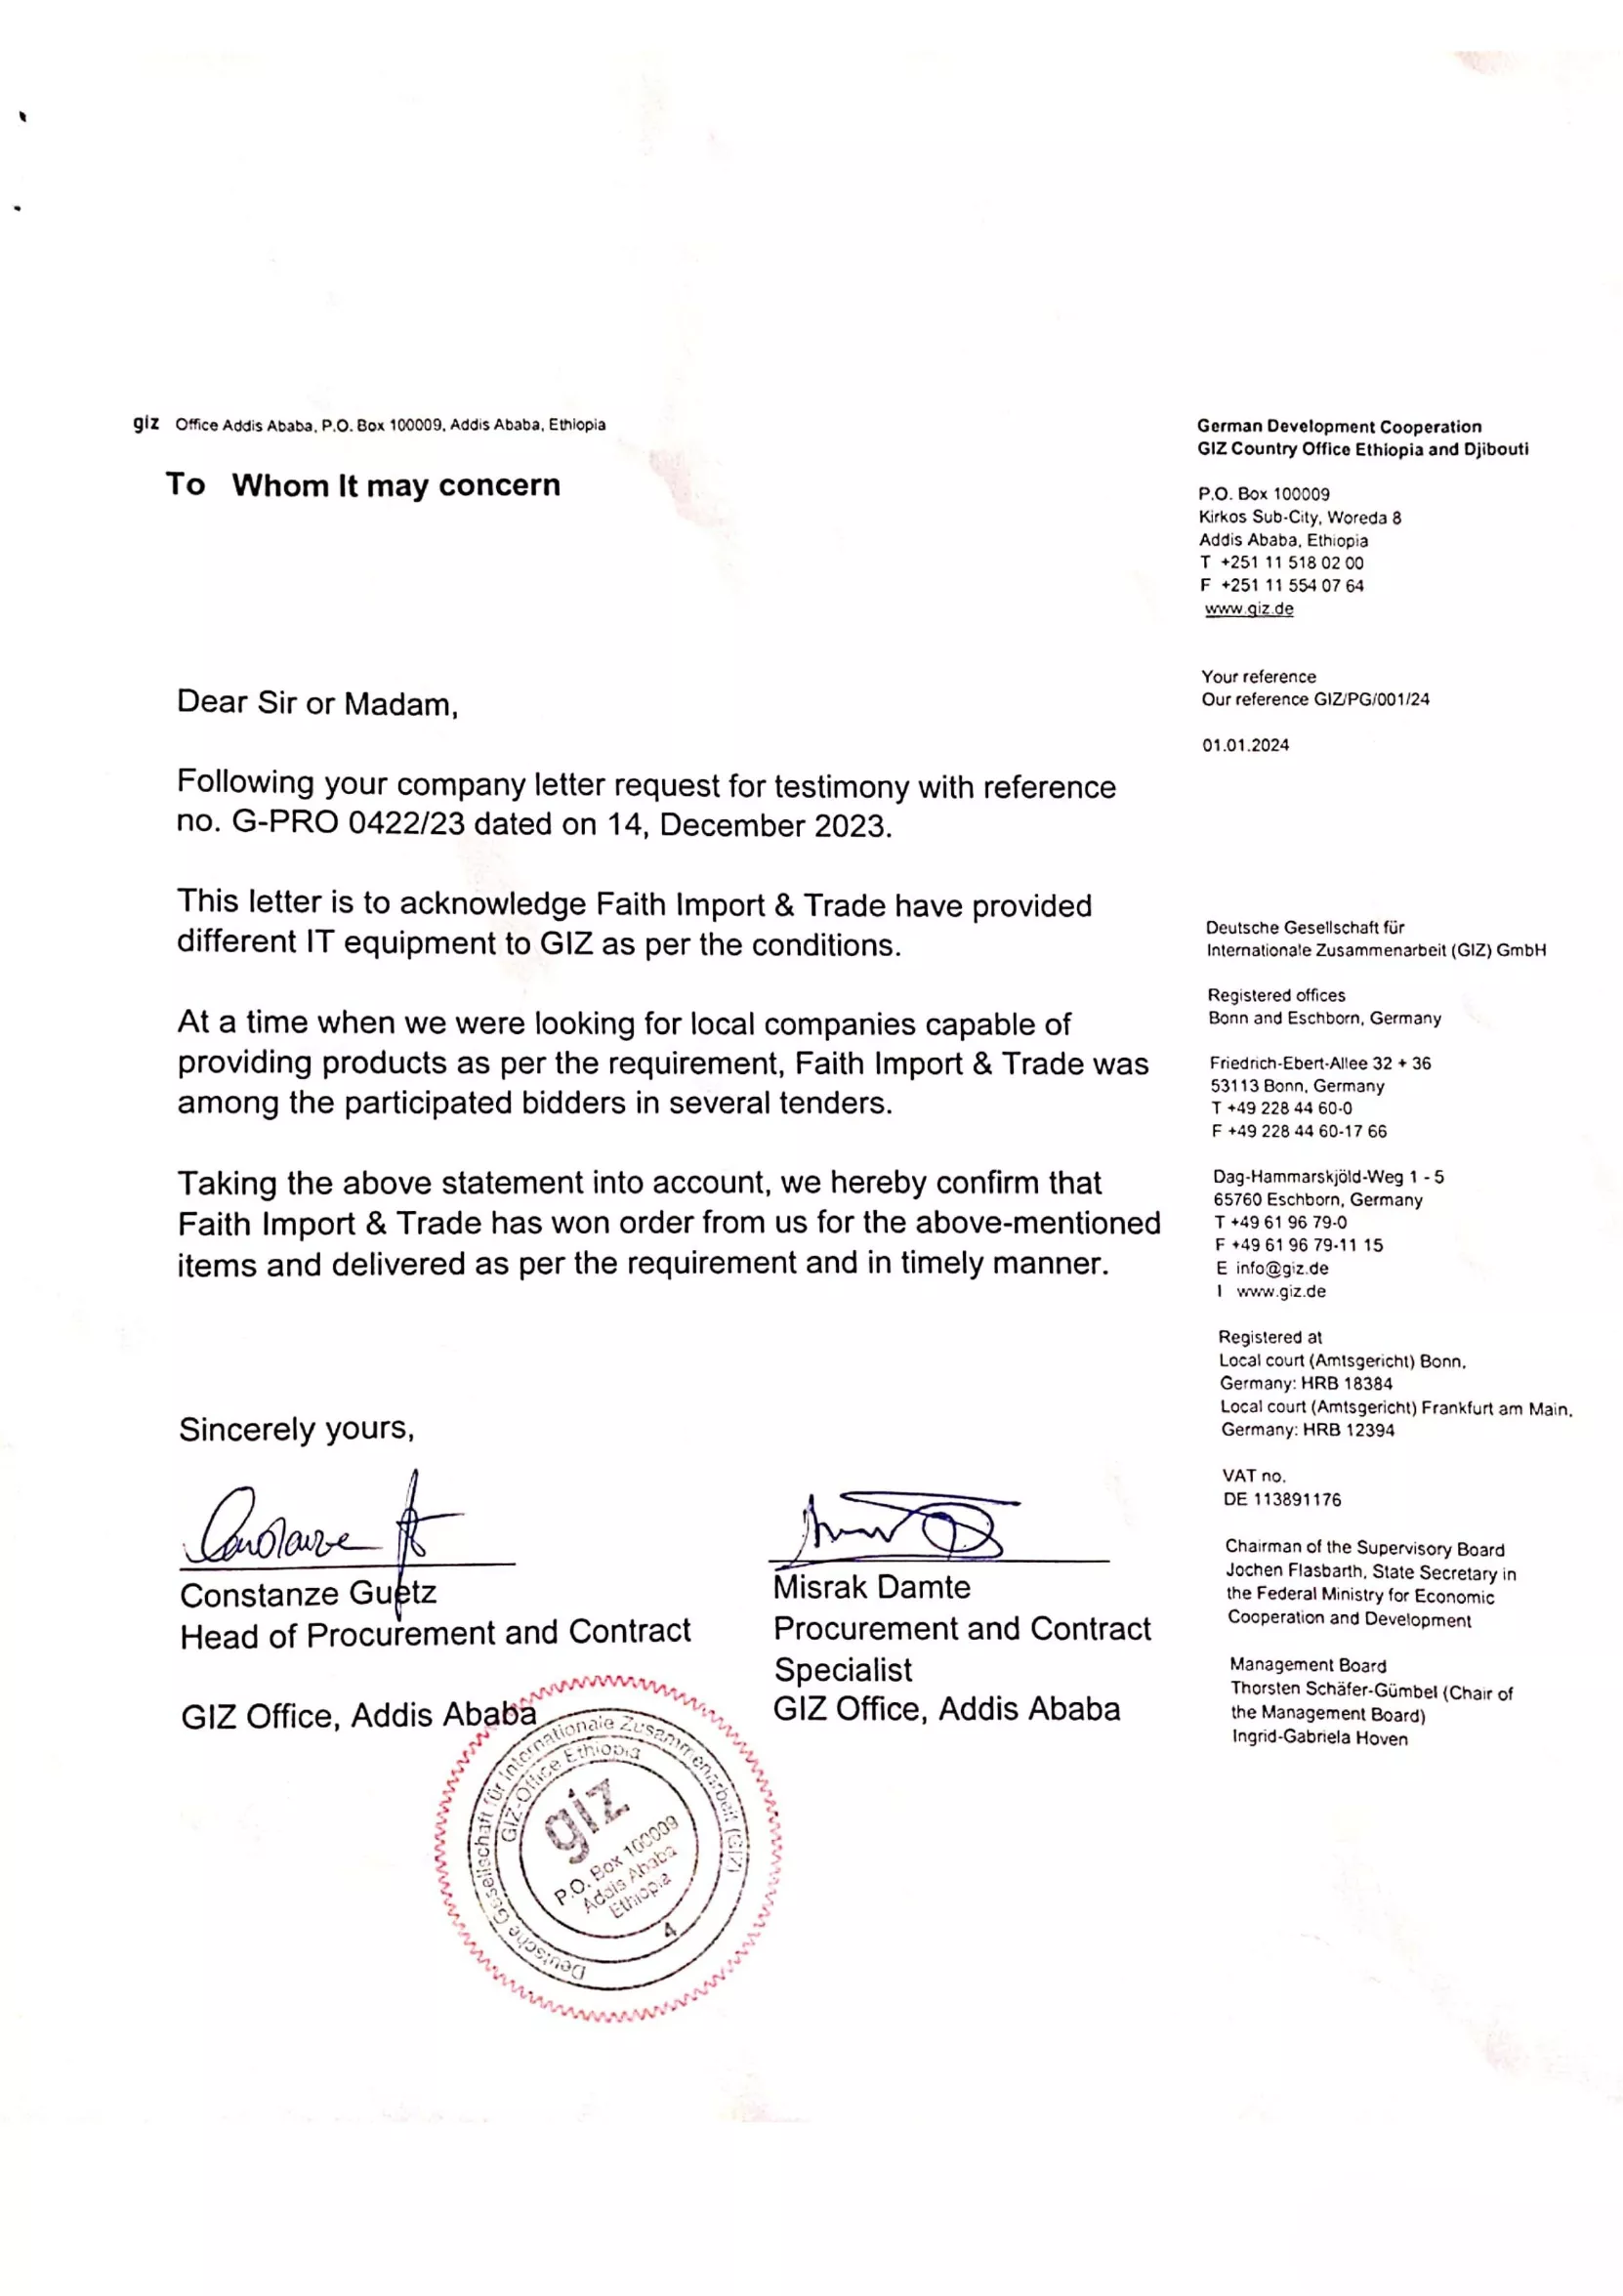 giz Office Addis Ababa, P.O. Box 100009, Addis Ababa, Ethiopia
To Whom It may concern
Dear Sir or Madam,
Following your company letter request for testimony with reference
no. G-PRO 0422/23 dated on 14, December 2023.
This letter is to acknowledge Faith Import & Trade have provided
different IT equipment to GIZ as per the conditions.
At a time when we were looking for local companies capable of
providing products as per the requirement, Faith Import & Trade was
among the participated bidders in several tenders.
Taking the above statement into account, we hereby confirm that
Faith Import & Trade has won order from us for the above-mentioned
items and delivered as per the requirement and in timely manner.
Sincerely yours,
Constanze Guetz
Head of Procurement and Contract
GIZ Office, Addis Ababa
Misrak Damte
Procurement and Contract
Specialist
GIZ Office, Addis Ababa
Deutsche Gesellschaft für Internationale Zusammenarbeit (GIZ)
GIZ-Office Ethiopia
giz
P.O. Box 100009
Addis Ababa
Ethiopia
4
German Development Cooperation
GIZ Country Office Ethiopia and Djibouti
P.O. Box 100009
Kirkos Sub-City, Woreda 8
Addis Ababa, Ethiopia
T +251 11 518 02 00
F +251 11 554 07 64
www.giz.de
Your reference
Our reference GIZ/PG/001/24
01.01.2024
Deutsche Gesellschaft für
Internationale Zusammenarbeit (GIZ) GmbH
Registered offices
Bonn and Eschborn, Germany
Friedrich-Ebert-Allee 32 + 36
53113 Bonn, Germany
T +49 228 44 60-0
F +49 228 44 60-17 66
Dag-Hammarskjöld-Weg 1 - 5
65760 Eschborn, Germany
T +49 61 96 79-0
F +49 61 96 79-11 15
E info@giz.de
I www.giz.de
Registered at
Local court (Amtsgericht) Bonn,
Germany: HRB 18384
Local court (Amtsgericht) Frankfurt am Main,
Germany: HRB 12394
VAT no.
DE 113891176
Chairman of the Supervisory Board
Jochen Flasbarth, State Secretary in
the Federal Ministry for Economic
Cooperation and Development
Management Board
Thorsten Schäfer-Gümbel (Chair of
the Management Board)
Ingrid-Gabriela Hoven